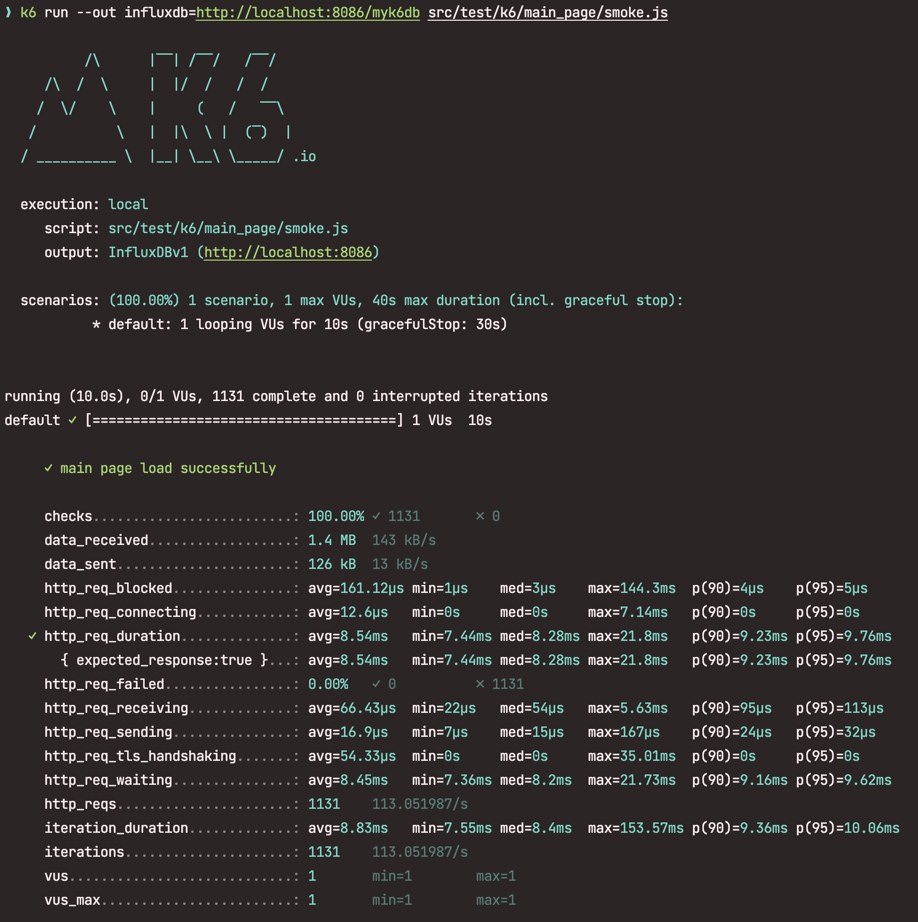 ❯ k6 run --out influxdb=http://localhost:8086/myk6db src/test/k6/main_page/smoke.js
/\      |‾‾| /‾‾/   /‾‾/
/\  /  \     |  |/  /   /  /
/  \/    \    |     (   /   ‾‾\
/          \   |  |\  \ |  (‾)  |
/ __________ \  |__| \__\ \_____/ .io
execution: local
script: src/test/k6/main_page/smoke.js
output: InfluxDBv1 (http://localhost:8086)
scenarios: (100.00%) 1 scenario, 1 max VUs, 40s max duration (incl. graceful stop):
* default: 1 looping VUs for 10s (gracefulStop: 30s)
running (10.0s), 0/1 VUs, 1131 complete and 0 interrupted iterations
default ✓ [======================================] 1 VUs  10s
✓ main page load successfully
checks.........................: 100.00% ✓ 1131       ✗ 0
data_received..................: 1.4 MB  143 kB/s
data_sent......................: 126 kB  13 kB/s
http_req_blocked...............: avg=161.12µs min=1µs    med=3µs    max=144.3ms  p(90)=4µs    p(95)=5µs
http_req_connecting............: avg=12.6µs   min=0s     med=0s     max=7.14ms   p(90)=0s     p(95)=0s
✓ http_req_duration..............: avg=8.54ms   min=7.44ms med=8.28ms max=21.8ms   p(90)=9.23ms p(95)=9.76ms
{ expected_response:true }...: avg=8.54ms   min=7.44ms med=8.28ms max=21.8ms   p(90)=9.23ms p(95)=9.76ms
http_req_failed................: 0.00%   ✓ 0          ✗ 1131
http_req_receiving.............: avg=66.43µs  min=22µs   med=54µs   max=5.63ms   p(90)=95µs   p(95)=113µs
http_req_sending...............: avg=16.9µs   min=7µs    med=15µs   max=167µs    p(90)=24µs   p(95)=32µs
http_req_tls_handshaking.......: avg=54.33µs  min=0s     med=0s     max=35.01ms  p(90)=0s     p(95)=0s
http_req_waiting...............: avg=8.45ms   min=7.36ms med=8.2ms  max=21.73ms  p(90)=9.16ms p(95)=9.62ms
http_reqs......................: 1131    113.051987/s
iteration_duration.............: avg=8.83ms   min=7.55ms med=8.4ms  max=153.57ms p(90)=9.36ms p(95)=10.06ms
iterations.....................: 1131    113.051987/s
vus............................: 1       min=1        max=1
vus_max........................: 1       min=1        max=1